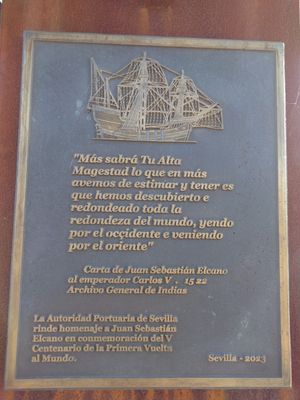 "Más sabrá Tu Alta
Magestad lo que en más
avemos de estimar y tener es
que hemos descubierto e
redondeado toda la
redondeza del mundo, yendo
por el occidente e veniendo
por el oriente"
Carta de Juan Sebastián Elcano
al emperador Carlos V . 1522
Archivo General de Indias
La Autoridad Portuaria de Sevilla
rinde homenaje a Juan Sebastián
Elcano en conmemoración del V
Centenario de la Primera Vuelta
al Mundo.
Sevilla - 2023